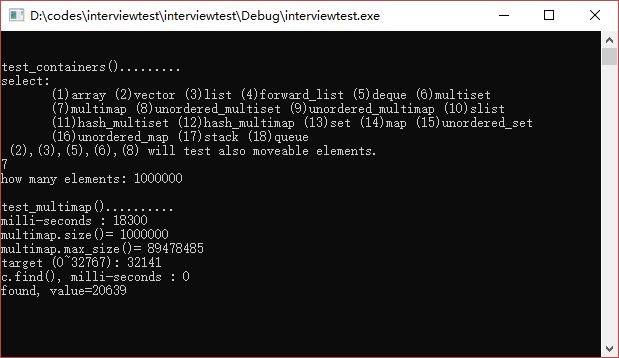 D:\codes\interviewtest\interviewtest\Debug\interviewtest.exe
test_containers().........
select:
(1)array (2)vector (3)list (4)forward_list (5)deque (6)multiset
(7)multimap (8)unordered_multiset (9)unordered_multimap (10)slist
(11)hash_multiset (12)hash_multimap (13)set (14)map (15)unordered_set
(16)unordered_map (17)stack (18)queue
(2),(3),(5),(6),(8) will test also moveable elements.
7
how many elements: 1000000
test_multimap()..........
milli-seconds : 18300
multimap.size()= 1000000
multimap.max_size()= 89478485
target (0~32767): 32141
c.find(), milli-seconds : 0
found, value=20639